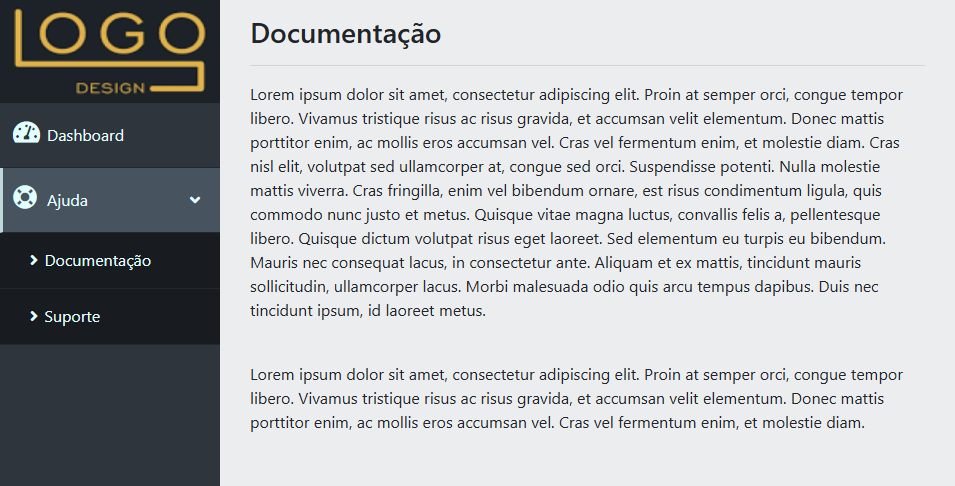 LOGO
DESIGN
Dashboard
Ajuda
Documentação
Suporte
Documentação
Lorem ipsum dolor sit amet, consectetur adipiscing elit. Proin at semper orci, congue tempor
libero. Vivamus tristique risus ac risus gravida, et accumsan velit elementum. Donec mattis
porttitor enim, ac mollis eros accumsan vel. Cras vel fermentum enim, et molestie diam. Cras
nisl elit, volutpat sed ullamcorper at, congue sed orci. Suspendisse potenti. Nulla molestie
mattis viverra. Cras fringilla, enim vel bibendum ornare, est risus condimentum ligula, quis
commodo nunc justo et metus. Quisque vitae magna luctus, convallis felis a, pellentesque
libero. Quisque dictum volutpat risus eget laoreet. Sed elementum eu turpis eu bibendum.
Mauris nec consequat lacus, in consectetur ante. Aliquam et ex mattis, tincidunt mauris
sollicitudin, ullamcorper lacus. Morbi malesuada odio quis arcu tempus dapibus. Duis nec
tincidunt ipsum, id laoreet metus.
Lorem ipsum dolor sit amet, consectetur adipiscing elit. Proin at semper orci, congue tempor
libero. Vivamus tristique risus ac risus gravida, et accumsan velit elementum. Donec mattis
porttitor enim, ac mollis eros accumsan vel. Cras vel fermentum enim, et molestie diam.